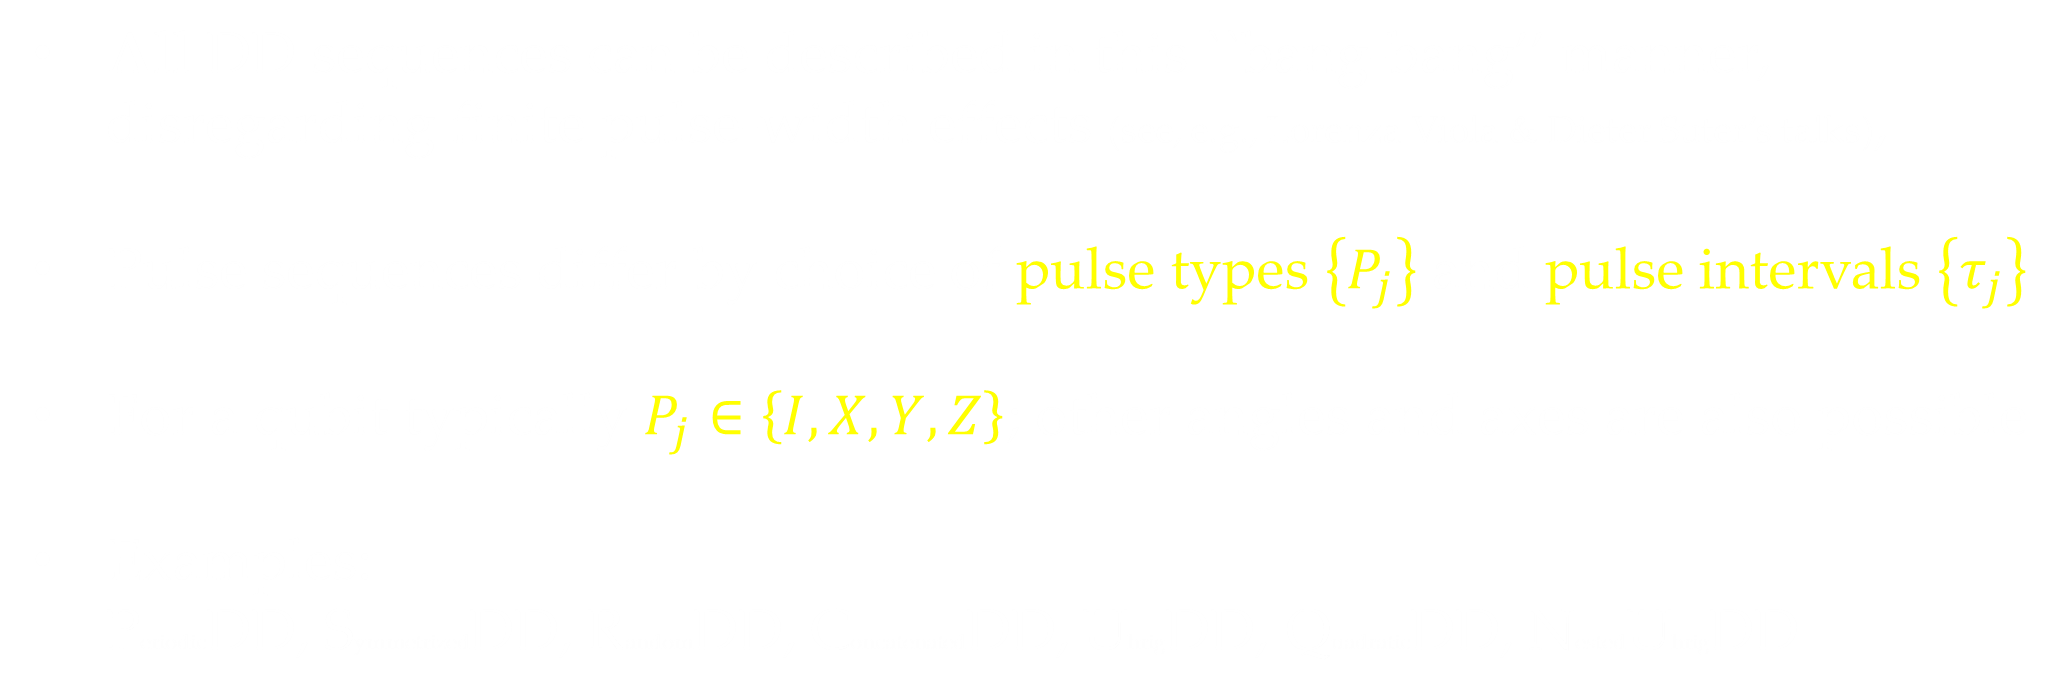 pulse types {P_j} pulse intervals {τ_j}
P_j ∈ {I, X, Y, Z}